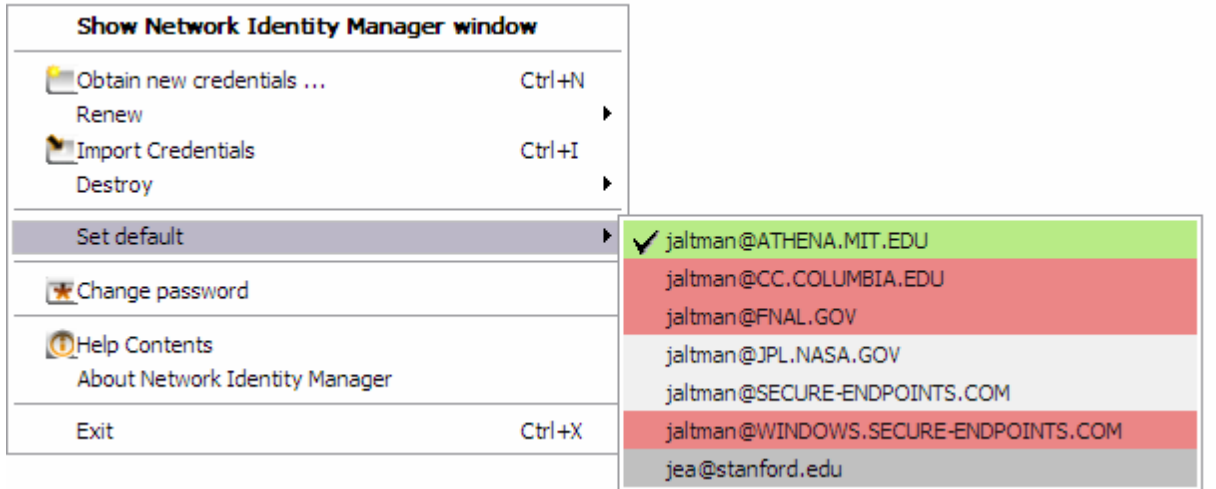 Show Network Identity Manager window
Obtain new credentials ... Ctrl+N
Renew
Import Credentials Ctrl+I
Destroy
Set default
Change password
Help Contents
About Network Identity Manager
Exit Ctrl+X
jaltman@ATHENA.MIT.EDU
jaltman@CC.COLUMBIA.EDU
jaltman@FNAL.GOV
jaltman@JPL.NASA.GOV
jaltman@SECURE-ENDPOINTS.COM
jaltman@WINDOWS.SECURE-ENDPOINTS.COM
jea@stanford.edu